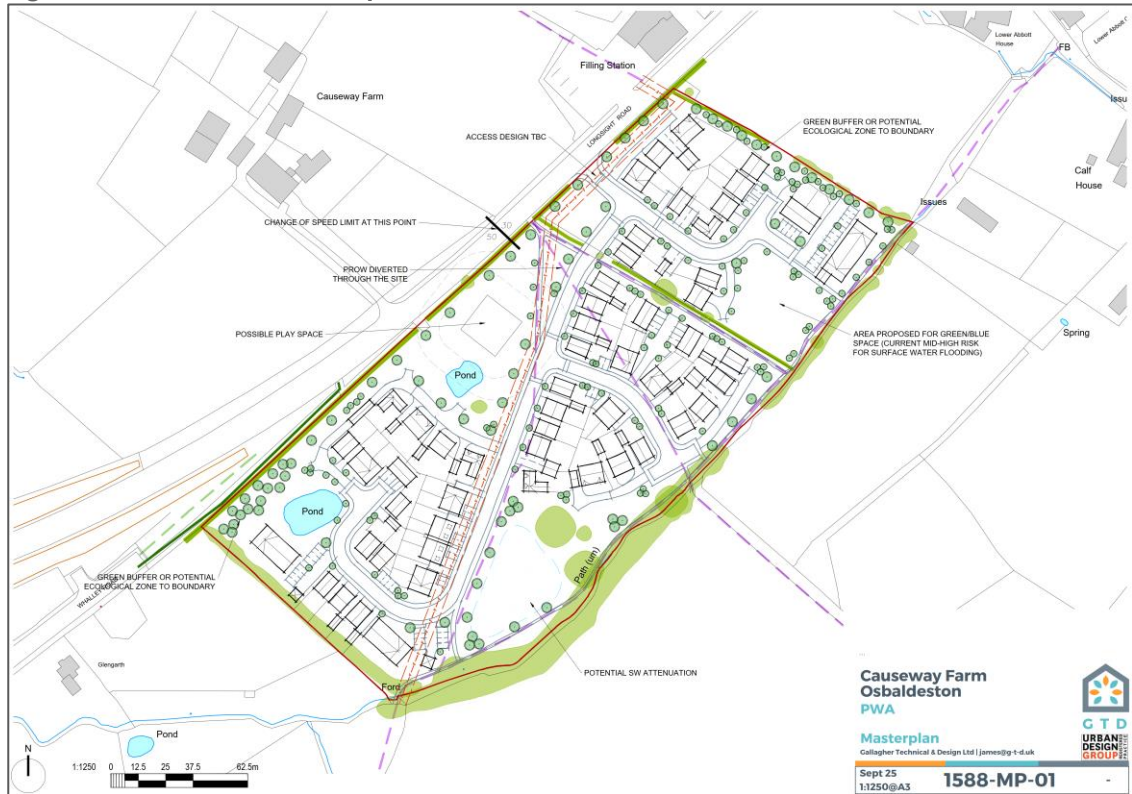 Lower Abbott
House
FB
Lower Abbott
Filling Station
Causeway Farm
LONGSIGHT ROAD
ACCESS DESIGN TBC
GREEN BUFFER OR POTENTIAL
ECOLOGICAL ZONE TO BOUNDARY
Calf
House
Issues
CHANGE OF SPEED LIMIT AT THIS POINT
30
50
PROW DIVERTED
THROUGH THE SITE
POSSIBLE PLAY SPACE
AREA PROPOSED FOR GREEN/BLUE
SPACE (CURRENT MID-HIGH RISK
FOR SURFACE WATER FLOODING)
Spring
Pond
Pond
GREEN BUFFER OR POTENTIAL
ECOLOGICAL ZONE TO BOUNDARY
Path (um)
Glengarth
POTENTIAL SW ATTENUATION
Ford
Pond
N
1:1250 0 12.5 25 37.5 62.5m
Causeway Farm
Osbaldeston
PWA
Masterplan
Gallagher Technical & Design Ltd | james@g-t-d.uk
GTD
URBAN
DESIGN
GROUP
Sept 25
1:1250@A3
1588-MP-01
-